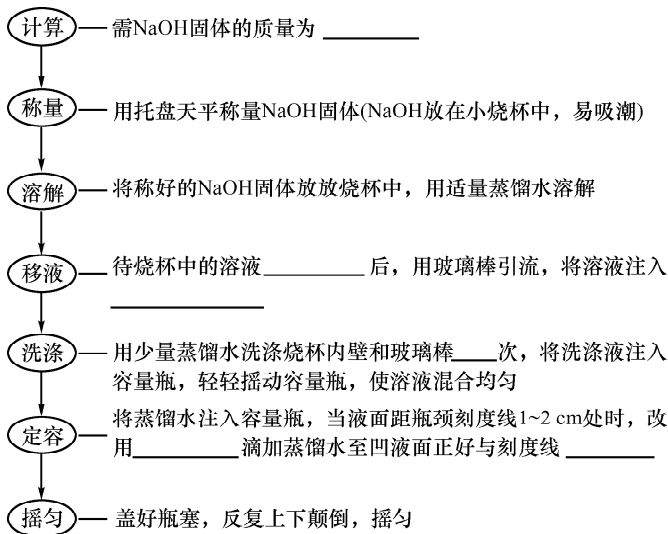 计算 需NaOH固体的质量为 ________
称量 用托盘天平称量NaOH固体(NaOH放在小烧杯中，易吸潮)
溶解 将称好的NaOH固体放放烧杯中，用适量蒸馏水溶解
移液 待烧杯中的溶液________ 后，用玻璃棒引流，将溶液注入
____________
洗涤 用少量蒸馏水洗涤烧杯内壁和玻璃棒____次，将洗涤液注入
容量瓶，轻轻摇动容量瓶，使溶液混合均匀
定容 将蒸馏水注入容量瓶，当液面距瓶颈刻度线1~2 cm处时，改
用________滴加蒸馏水至凹液面正好与刻度线 ________
摇匀 盖好瓶塞，反复上下颠倒，摇匀